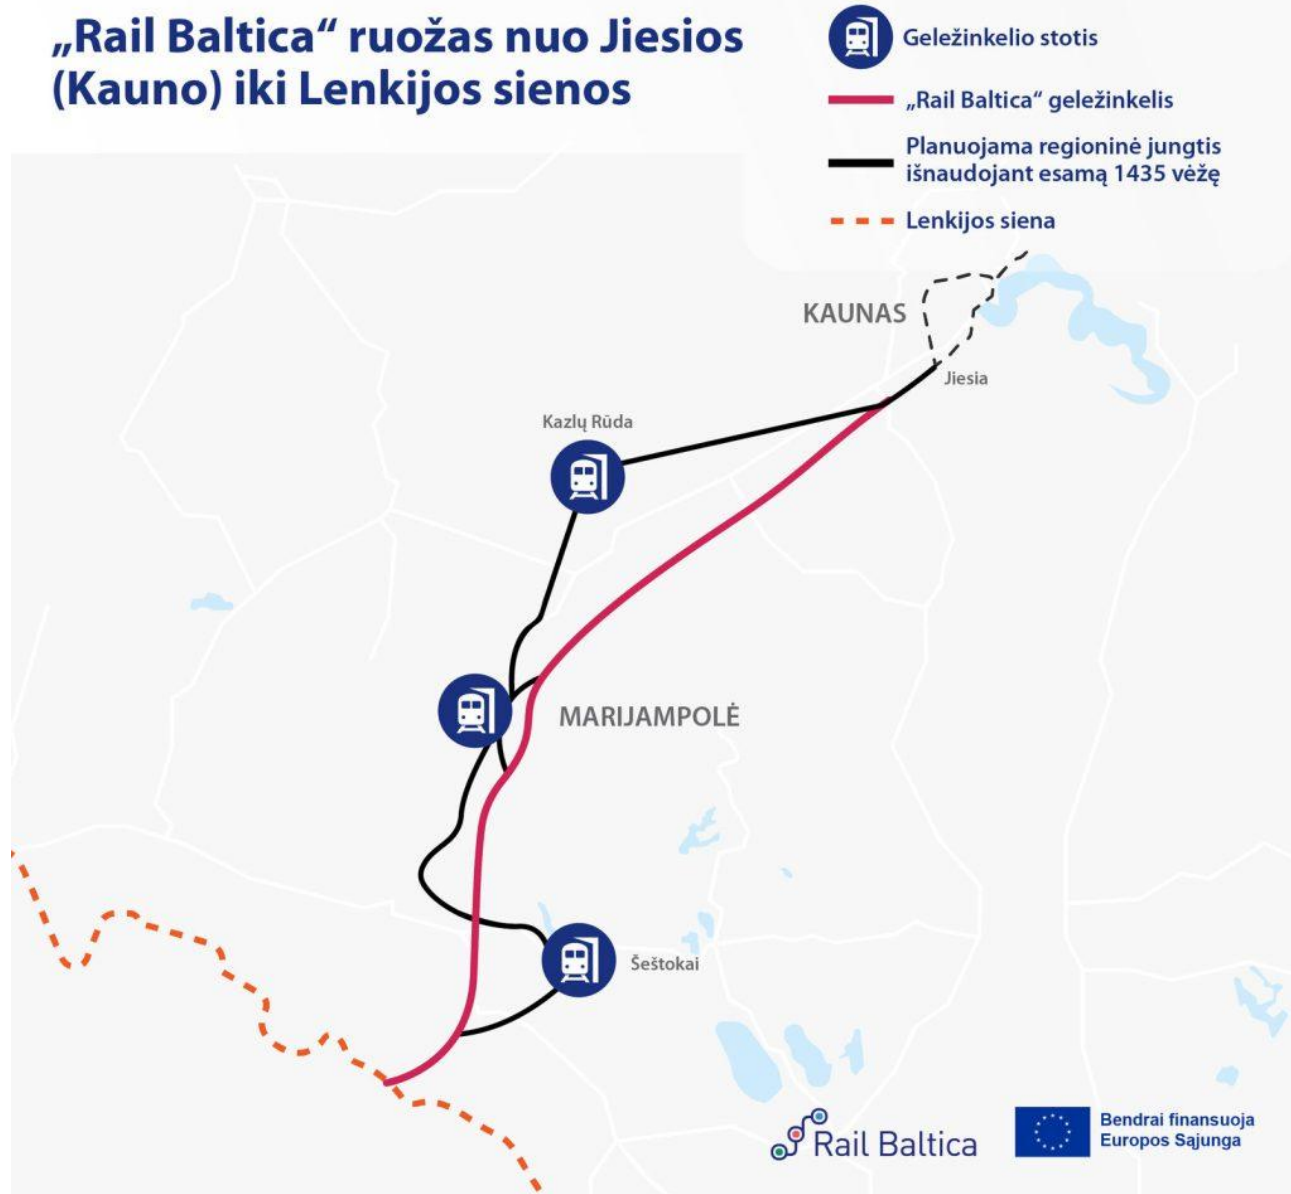 „Rail Baltica“ ruožas nuo Jiesios
(Kauno) iki Lenkijos sienos
Geležinkelio stotis
„Rail Baltica“ geležinkelis
Planuojama regioninė jungtis
išnaudojant esamą 1435 vėžę
Lenkijos siena
KAUNAS
Jiesia
Kazlų Rūda
MARIJAMPOLĖ
Šeštokai
Rail Baltica
Bendrai finansuoja
Europos Sąjunga